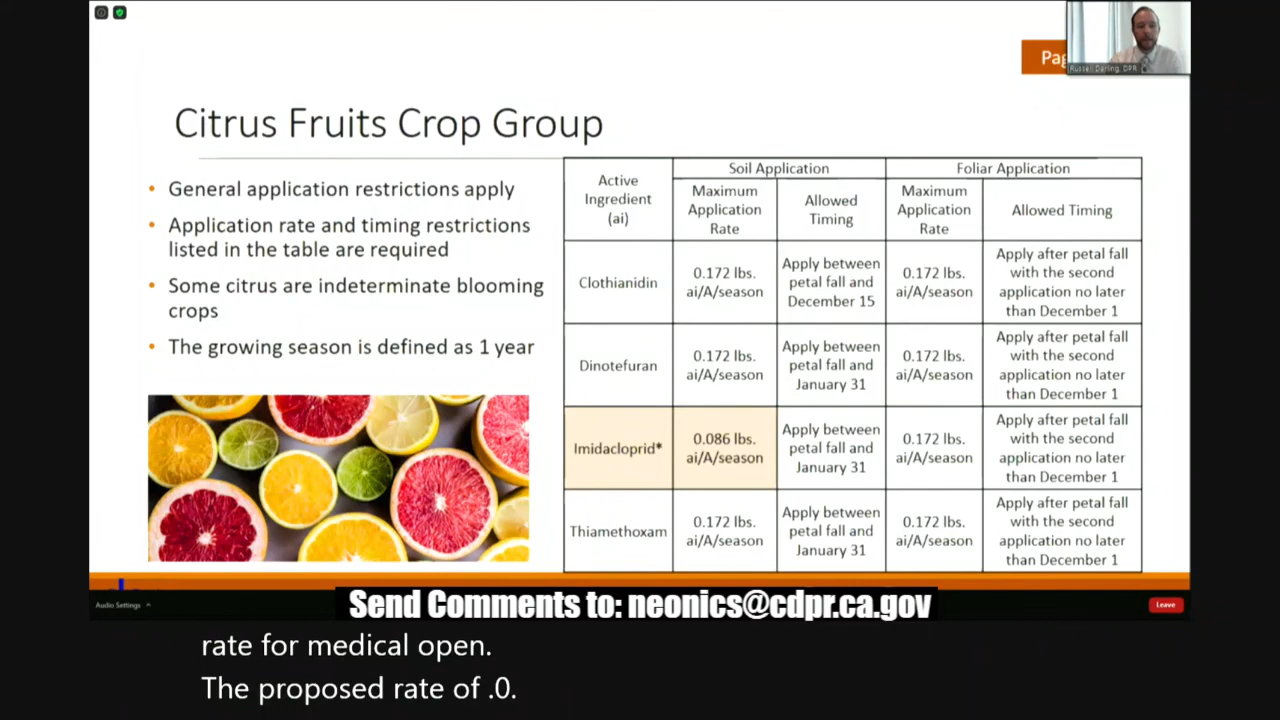 Pag
Russell Darling, DPR
Citrus Fruits Crop Group
• General application restrictions apply
• Application rate and timing restrictions
listed in the table are required
• Some citrus are indeterminate blooming
crops
• The growing season is defined as 1 year
Active
Ingredient
(ai)
Soil Application
Foliar Application
Maximum
Application
Rate
Allowed
Timing
Maximum
Application
Rate
Allowed Timing
Clothianidin
0.172 lbs.
ai/A/season
Apply between
petal fall and
December 15
0.172 lbs.
ai/A/season
Apply after petal fall
with the second
application no later
than December 1
Dinotefuran
0.172 lbs.
ai/A/season
Apply between
petal fall and
January 31
0.172 lbs.
ai/A/season
Apply after petal fall
with the second
application no later
than December 1
Imidacloprid*
0.086 lbs.
ai/A/season
Apply between
petal fall and
January 31
0.172 lbs.
ai/A/season
Apply after petal fall
with the second
application no later
than December 1
Thiamethoxam
0.172 lbs.
ai/A/season
Apply between
petal fall and
January 31
0.172 lbs.
ai/A/season
Apply after petal fall
with the second
application no later
than December 1
Audio Settings
Send Comments to: neonics@cdpr.ca.gov
Leave
rate for medical open.
The proposed rate of .0.